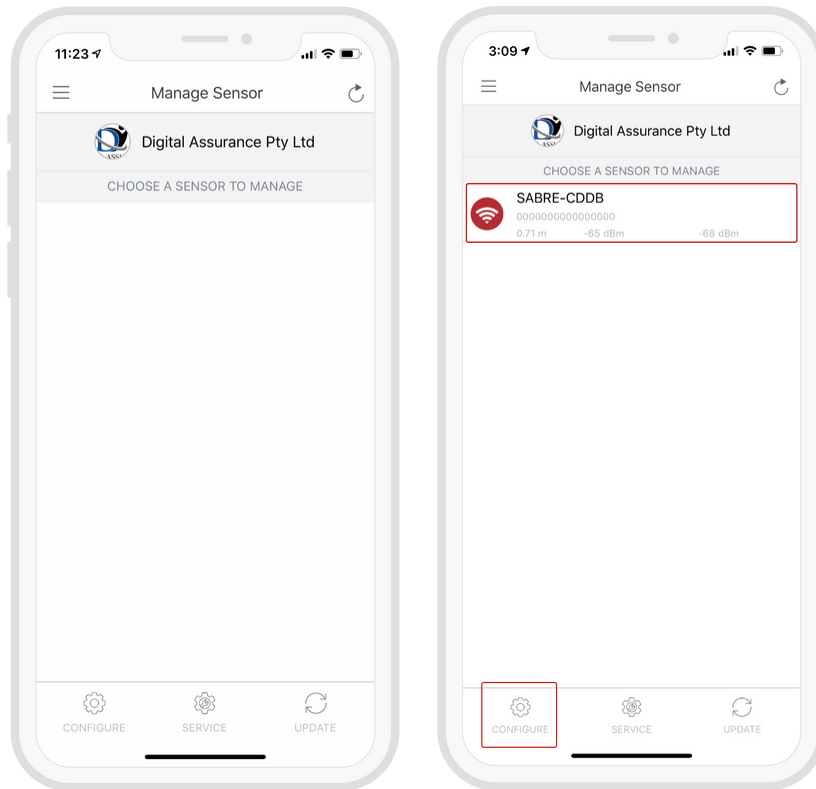 11:23
Manage Sensor
Digital Assurance Pty Ltd
CHOOSE A SENSOR TO MANAGE
CONFIGURE SERVICE UPDATE
3:09
Manage Sensor
Digital Assurance Pty Ltd
CHOOSE A SENSOR TO MANAGE
SABRE-CDDB
0000000000000000
0.71 m -65 dBm -68 dBm
CONFIGURE SERVICE UPDATE